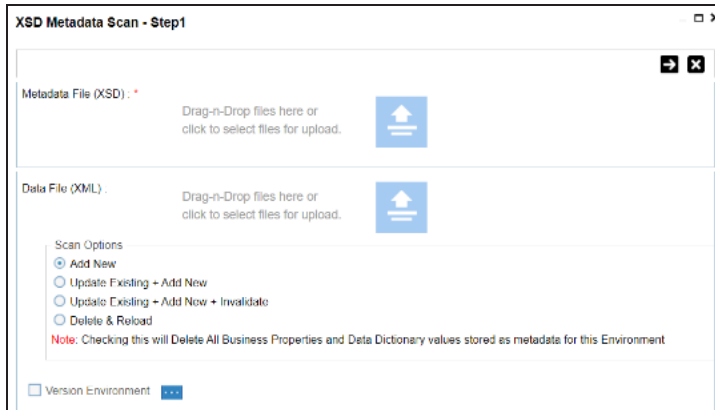 XSD Metadata Scan - Step1
Metadata File (XSD) : *
Drag-n-Drop files here or
click to select files for upload.
Data File (XML) :
Drag-n-Drop files here or
click to select files for upload.
Scan Options
Add New
Update Existing + Add New
Update Existing + Add New + Invalidate
Delete & Reload
Note: Checking this will Delete All Business Properties and Data Dictionary values stored as metadata for this Environment
Version Environment ...